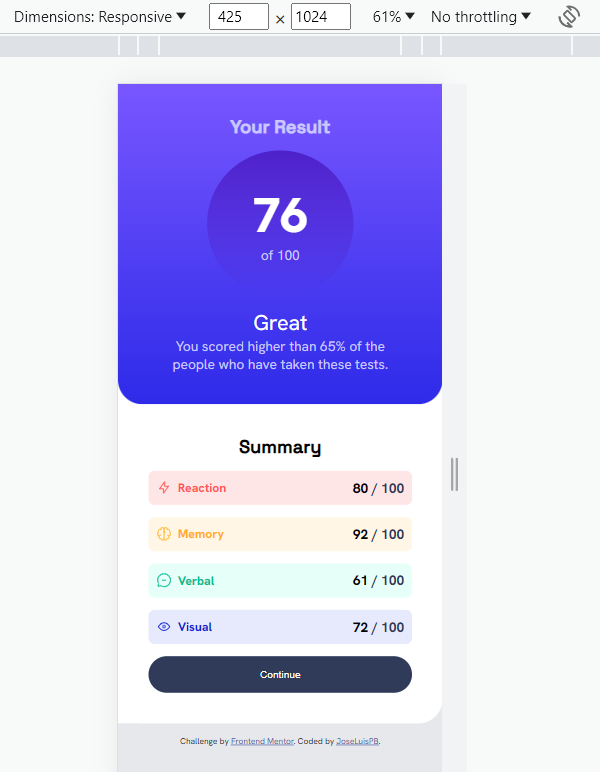 Dimensions: Responsive ▼ 425 × 1024 61% ▼ No throttling ▼
Your Result
76
of 100
Great
You scored higher than 65% of the
people who have taken these tests.
Summary
Reaction 80 / 100
Memory 92 / 100
Verbal 61 / 100
Visual 72 / 100
Continue
Challenge by Frontend Mentor. Coded by JoseLuisPB.